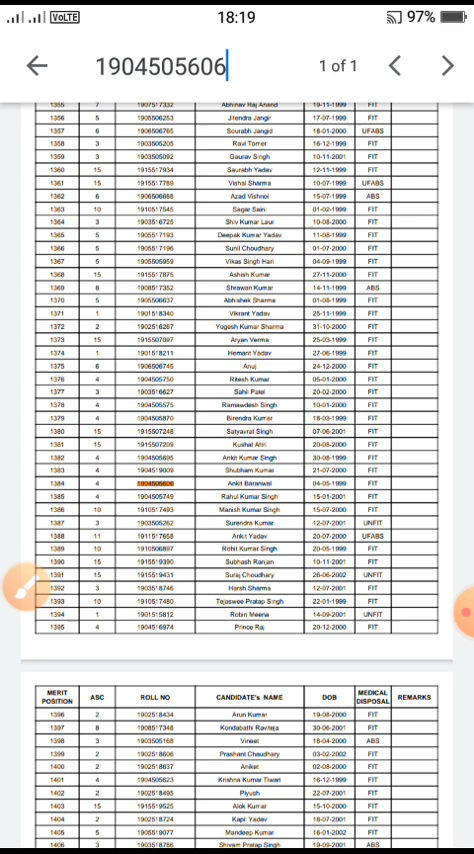 VoLTE 18:19 97%
1904505606 1 of 1
1355 7 1907517332 Abhinav Raj Anand 19-11-1999 FIT
1356 5 1905506253 Jitendra Jangir 17-07-1999 FIT
1357 6 1906506765 Sourabh Jangid 18-01-2000 UFABS
1358 3 1903505205 Ravi Tomer 16-12-1999 FIT
1359 3 1903505092 Gaurav Singh 10-11-2001 FIT
1360 15 1915517934 Saurabh Yadav 12-11-1999 FIT
1361 15 1915517789 Vishal Sharma 10-07-1999 UFABS
1362 6 1906506688 Azad Vishnoi 15-07-1999 ABS
1363 10 1910517545 Sagar Sain 01-02-1999 FIT
1364 3 1903516725 Shiv Kumar Laur 10-08-2000 FIT
1365 5 1905517193 Deepak Kumar Yadav 11-08-1999 FIT
1366 5 1905517196 Sunil Choudhary 01-07-2000 FIT
1367 5 1905505959 Vikas Singh Hari 04-09-1999 FIT
1368 15 1915517875 Ashish Kumar 27-11-2000 FIT
1369 8 1908517352 Shrawan Kumar 14-11-1999 ABS
1370 5 1905506637 Abhishek Sharma 01-08-1999 FIT
1371 1 1901518340 Vikrant Yadav 25-11-1999 FIT
1372 2 1902516267 Yogesh Kumar Sharma 31-10-2000 FIT
1373 15 1915507097 Aryan Verma 25-03-1999 FIT
1374 1 1901518211 Hemant Yadav 27-06-1999 FIT
1375 6 1906506745 Anuj 24-12-2000 FIT
1376 4 1904505750 Ritesh Kumar 05-01-2000 FIT
1377 3 1903516627 Sahil Patel 20-02-2000 FIT
1378 4 1904505575 Ramawdesh Singh 10-01-2000 FIT
1379 4 1904505870 Birendra Kumar 18-03-1999 FIT
1380 15 1915507248 Satyavrat Singh 07-06-2001 FIT
1381 15 1915507209 Kushal Atri 20-08-2000 FIT
1382 4 1904505695 Ankit Kumar Singh 30-08-1999 FIT
1383 4 1904519009 Shubham Kumar 21-07-2000 FIT
1384 4 1904505606 Ankit Baranwal 04-05-1999 FIT
1385 4 1904505749 Rahul Kumar Singh 15-01-2001 FIT
1386 10 1910517493 Manish Kumar Singh 15-07-2000 FIT
1387 3 1903505262 Surendra Kumar 12-07-2001 UNFIT
1388 11 1911517658 Ankit Yadav 20-07-2000 UFABS
1389 10 1910506897 Rohit Kumar Singh 20-05-1999 FIT
1390 15 1915519390 Subhash Ranjan 10-11-2001 FIT
1391 15 1915519431 Suraj Choudhary 26-06-2002 UNFIT
1392 3 1903518746 Harsh Sharma 12-07-2001 FIT
1393 10 1910517480 Tejaswee Pratap Singh 22-01-1999 FIT
1394 1 1901515812 Robin Meena 14-09-2001 UNFIT
1395 4 1904516974 Prince Raj 20-12-2000 FIT
MERIT POSITION ASC ROLL NO CANDIDATE's NAME DOB MEDICAL DISPOSAL REMARKS
1396 2 1902518434 Arun Kumar 19-08-2000 FIT
1397 8 1908517348 Kondabathi Raviteja 30-06-2001 FIT
1398 3 1903505168 Vineet 18-04-2000 ABS
1399 2 1902518606 Prashant Chaudhary 03-02-2002 FIT
1400 2 1902518637 Aniket 02-08-2000 FIT
1401 4 1904505623 Krishna Kumar Tiwari 16-12-1999 FIT
1402 2 1902518495 Piyush 22-07-2001 FIT
1403 15 1915519525 Alok Kumar 15-10-2000 FIT
1404 2 1902518724 Kapil Yadav 18-07-2001 FIT
1405 5 1905519077 Mandeep Kumar 16-01-2002 FIT
1406 3 1903518786 Shivam Pratap Singh 19-09-2001 ABS